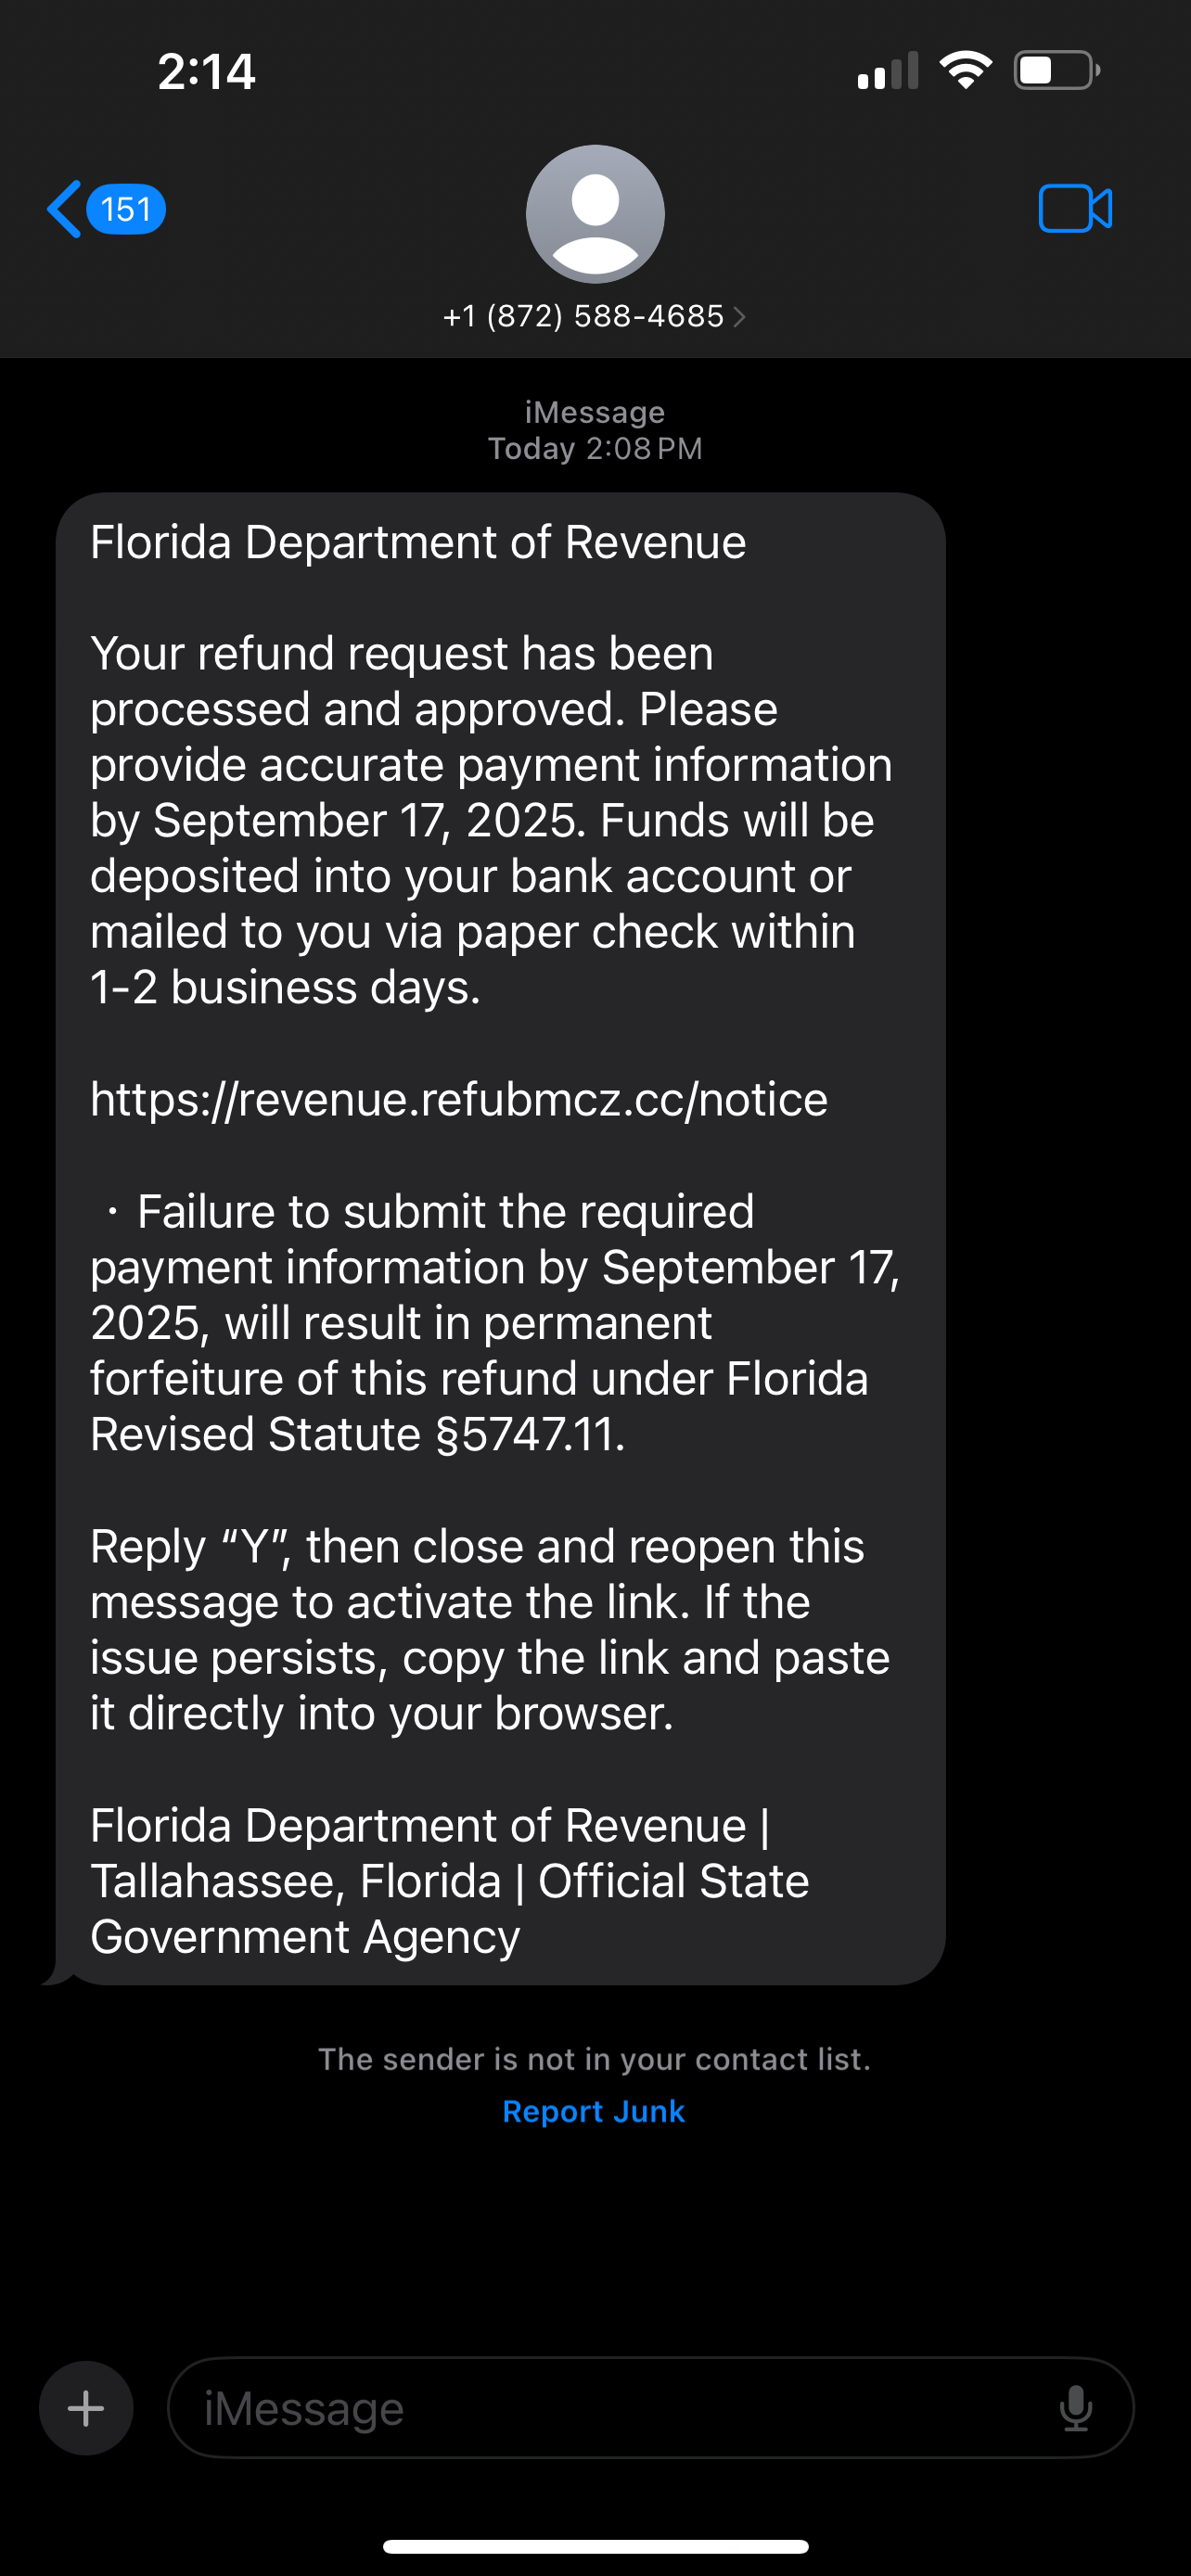 2:14
151
+1 (872) 588-4685
iMessage
Today 2:08 PM
Florida Department of Revenue
Your refund request has been
processed and approved. Please
provide accurate payment information
by September 17, 2025. Funds will be
deposited into your bank account or
mailed to you via paper check within
1-2 business days.
https://revenue.refubmcz.cc/notice
· Failure to submit the required
payment information by September 17,
2025, will result in permanent
forfeiture of this refund under Florida
Revised Statute §5747.11.
Reply “Y”, then close and reopen this
message to activate the link. If the
issue persists, copy the link and paste
it directly into your browser.
Florida Department of Revenue |
Tallahassee, Florida | Official State
Government Agency
The sender is not in your contact list.
Report Junk
iMessage